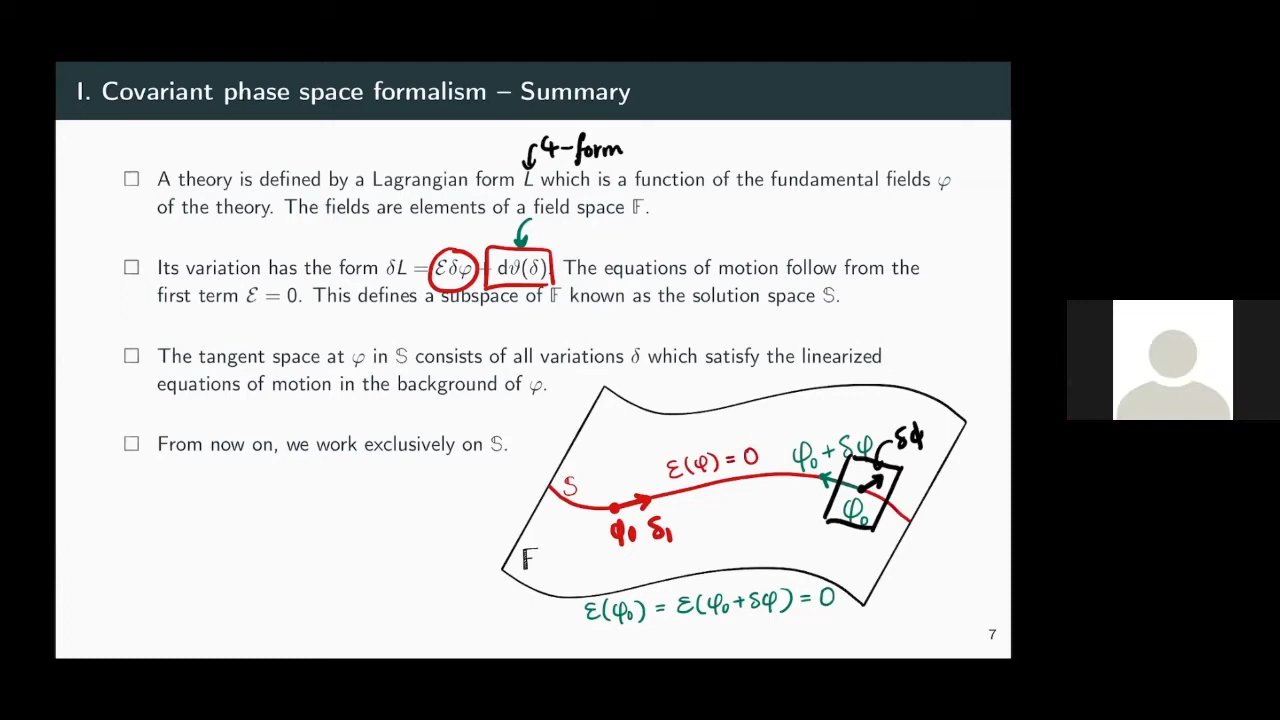 I. Covariant phase space formalism – Summary
4-form
A theory is defined by a Lagrangian form L which is a function of the fundamental fields φ
of the theory. The fields are elements of a field space 𝔽.
Its variation has the form δL = ℰδφ + dϑ(δ). The equations of motion follow from the
first term ℰ = 0. This defines a subspace of 𝔽 known as the solution space 𝕊.
The tangent space at φ in 𝕊 consists of all variations δ which satisfy the linearized
equations of motion in the background of φ.
From now on, we work exclusively on 𝕊.
S
ℰ(φ) = 0
φ₀ + δφ
δϕ
φ₁ δ₁
φ₀
𝔽
ℰ(φ₀) = ℰ(φ₀+δφ) = 0
7